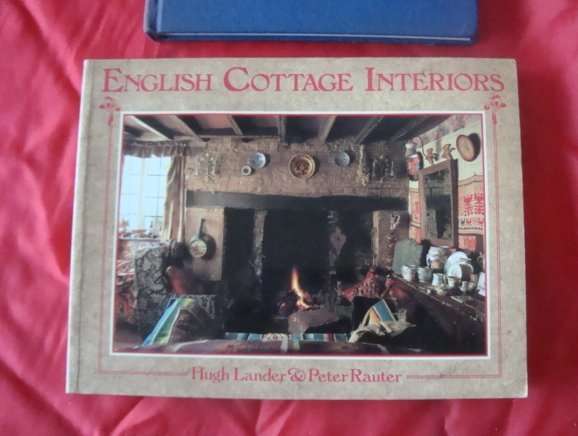 ENGLISH COTTAGE INTERIORS
Hugh Lander & Peter Rauter